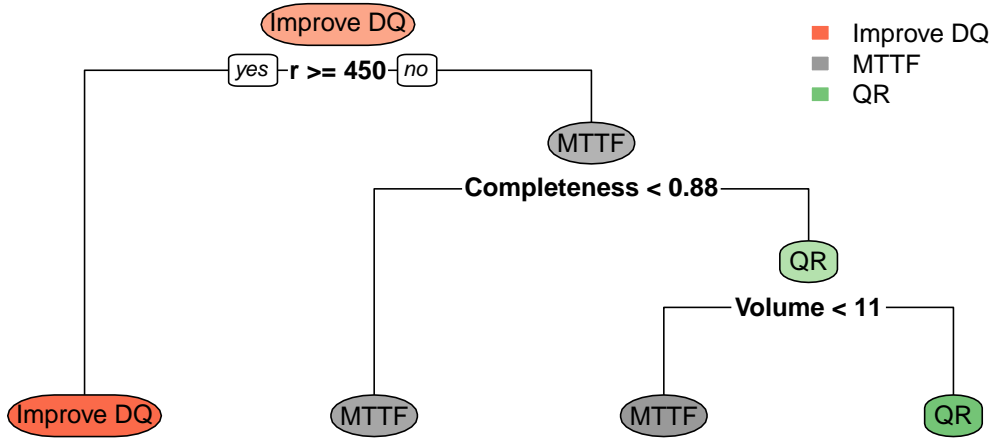 Improve DQ
yes r >= 450 no
Improve DQ
MTTF
QR
MTTF
Completeness < 0.88
QR
Volume < 11
Improve DQ
MTTF
MTTF
QR